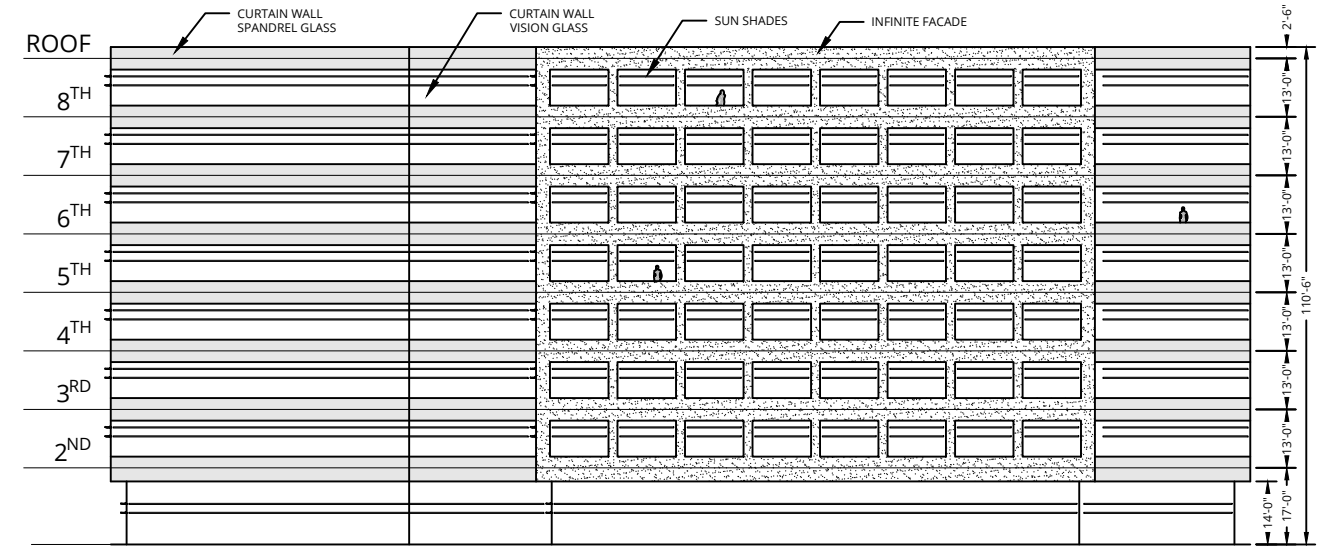 CURTAIN WALL
SPANDREL GLASS
CURTAIN WALL
VISION GLASS
SUN SHADES
INFINITE FACADE
2'-6"
ROOF
8TH
13'-0"
7TH
13'-0"
6TH
13'-0"
5TH
13'-0"
110'-6"
4TH
13'-0"
3RD
13'-0"
2ND
13'-0"
14'-0"
17'-0"